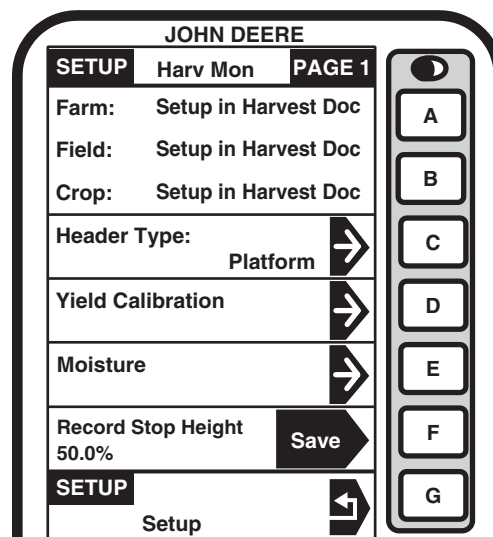 JOHN DEERE
SETUP Harv Mon PAGE 1
Farm: Setup in Harvest Doc
A
Field: Setup in Harvest Doc
B
Crop: Setup in Harvest Doc
Header Type:
Platform
C
Yield Calibration
D
Moisture
E
Record Stop Height
50.0%
Save
F
SETUP
Setup
G